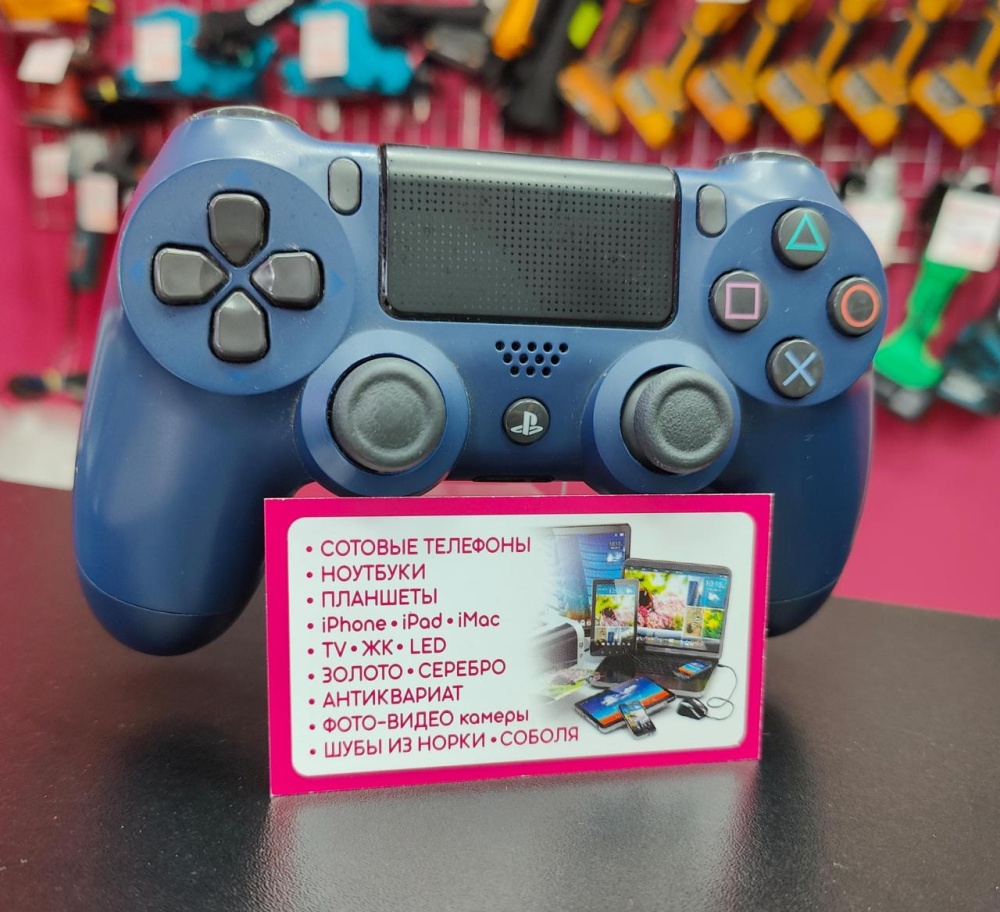 • СОТОВЫЕ ТЕЛЕФОНЫ
• НОУТБУКИ
• ПЛАНШЕТЫ
• iPhone • iPad • iMac
• TV • ЖК • LED
• ЗОЛОТО • СЕРЕБРО
• АНТИКВАРИАТ
• ФОТО-ВИДЕО камеры
• ШУБЫ ИЗ НОРКИ • СОБОЛЯ